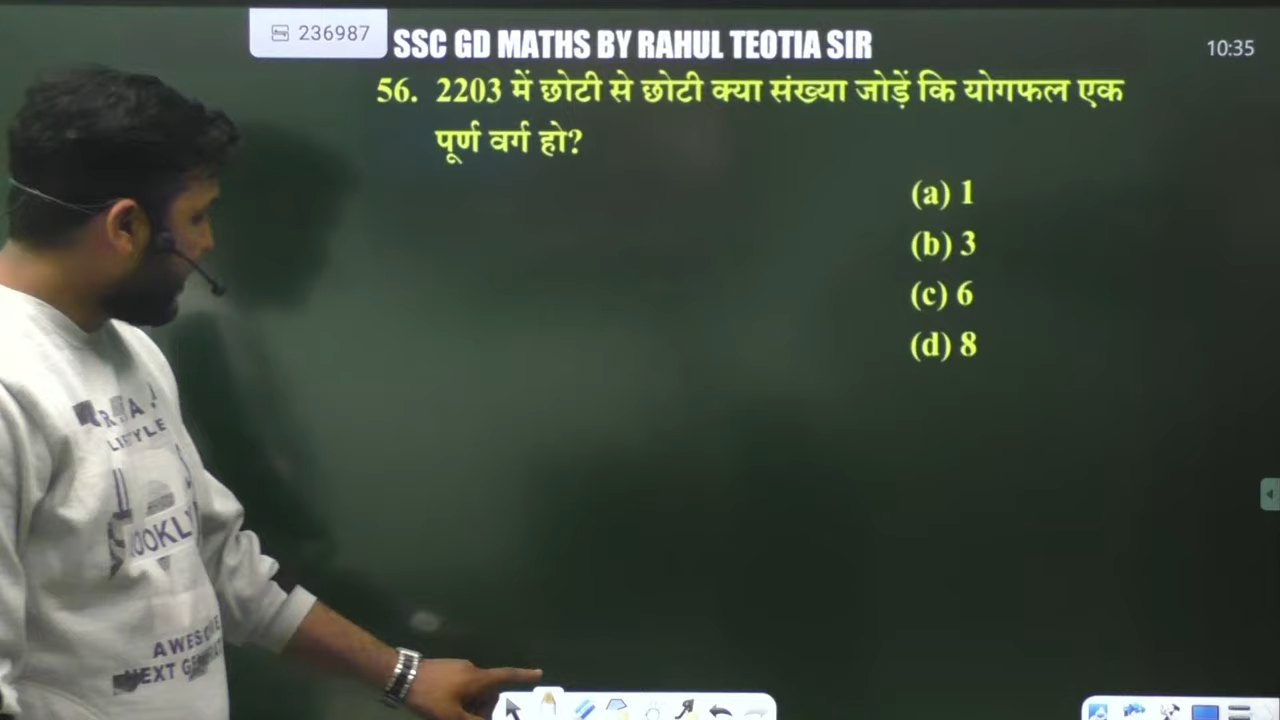 236987
SSC GD MATHS BY RAHUL TEOTIA SIR
10:35
56. 2203 में छोटी से छोटी क्या संख्या जोड़ें कि योगफल एक
पूर्ण वर्ग हो?
(a) 1
(b) 3
(c) 6
(d) 8
AWESOME